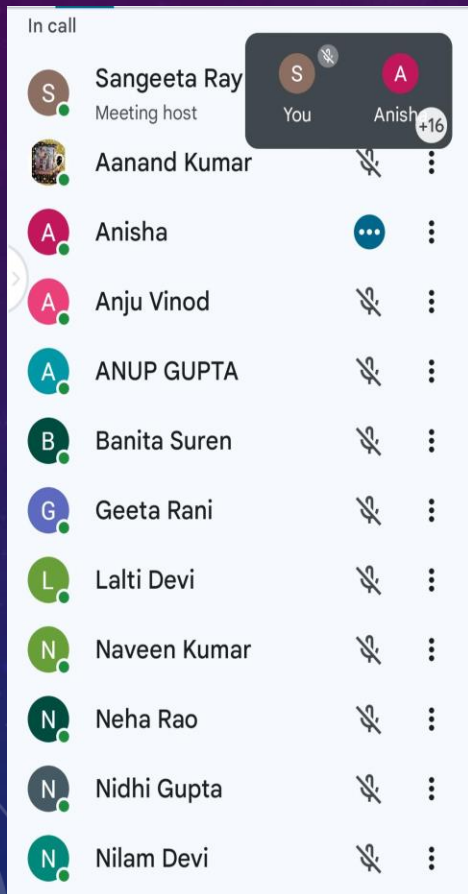 In call
S Sangeeta Ray
Meeting host
S A
You Anish
+16
Aanand Kumar
A Anisha
A Anju Vinod
A ANUP GUPTA
B Banita Suren
G Geeta Rani
L Lalti Devi
N Naveen Kumar
N Neha Rao
N Nidhi Gupta
N Nilam Devi